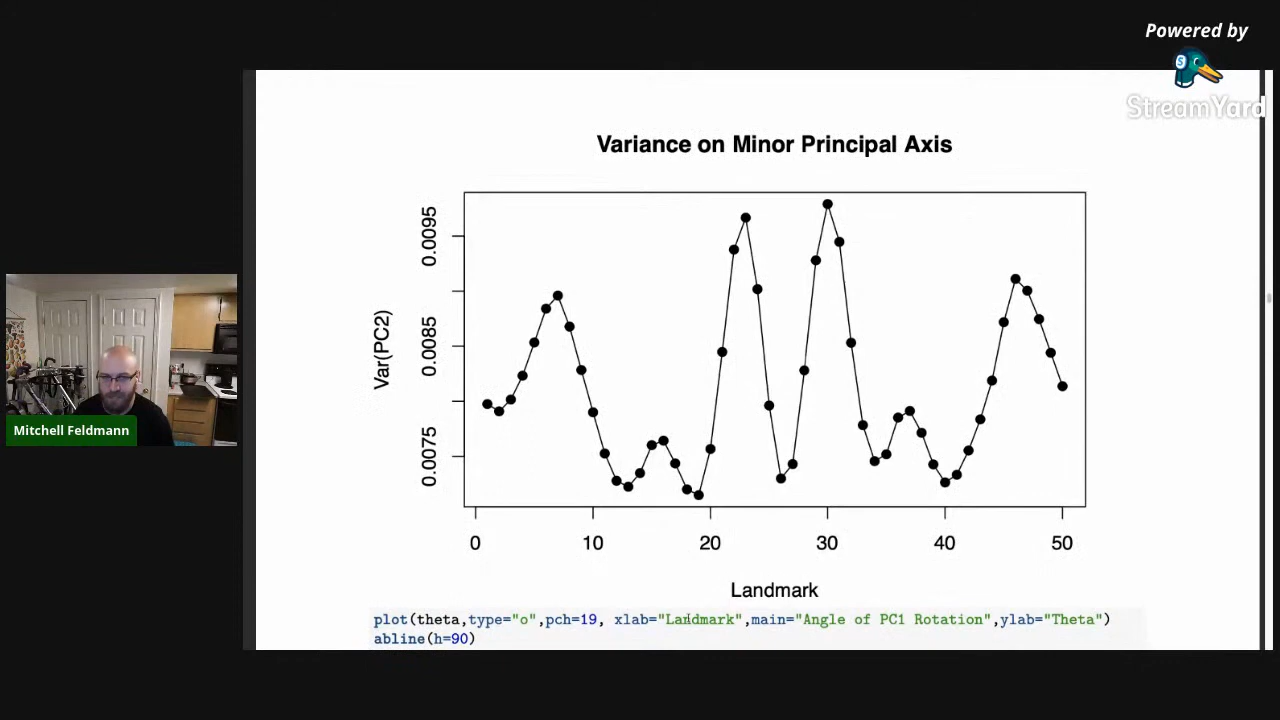 Powered by
StreamYard
Variance on Minor Principal Axis
Var(PC2)
0.0095
0.0085
0.0075
0 10 20 30 40 50
Landmark
plot(theta,type="o",pch=19, xlab="Landmark",main="Angle of PC1 Rotation",ylab="Theta")
abline(h=90)
Mitchell Feldmann